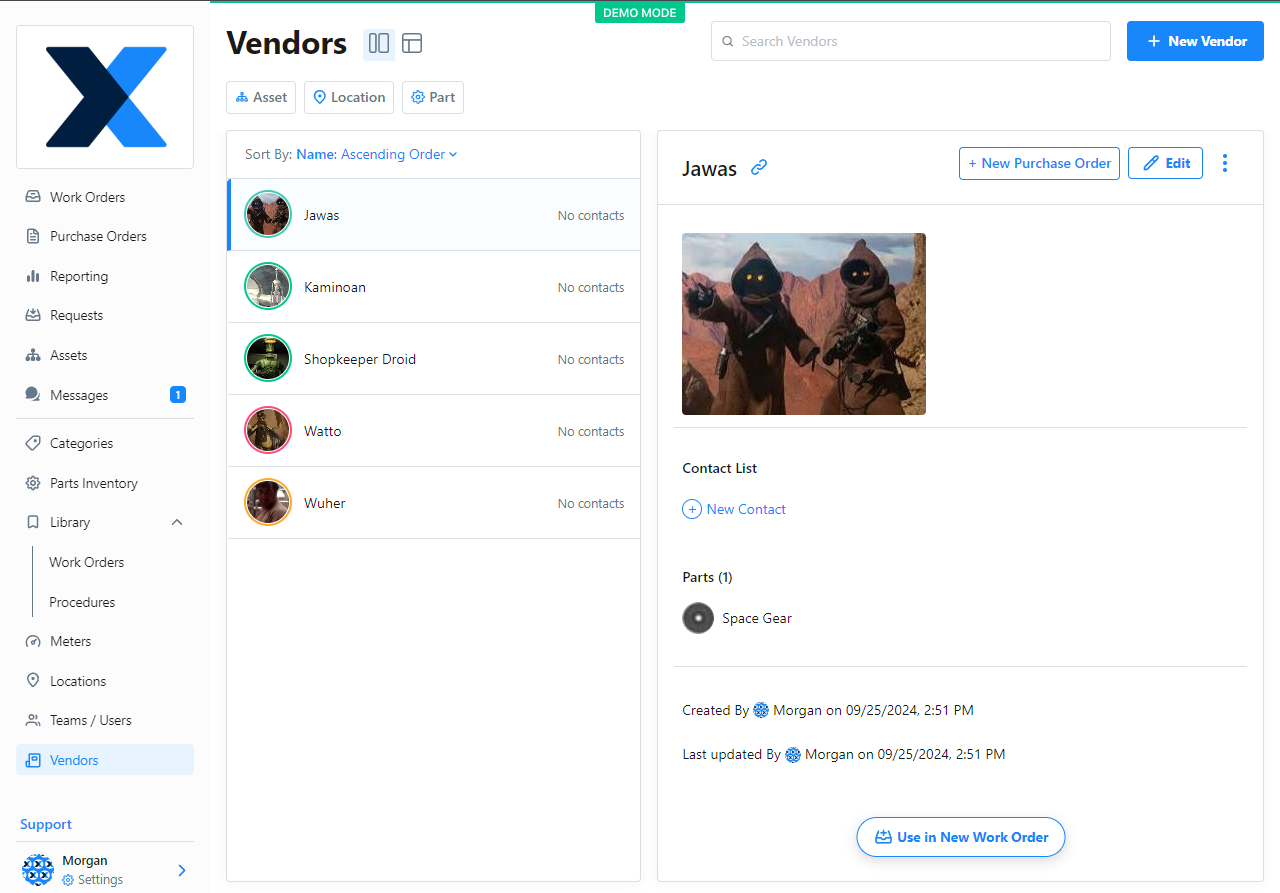 DEMO MODE
Vendors
Search Vendors
+ New Vendor
Asset
Location
Part
Work Orders
Purchase Orders
Reporting
Requests
Assets
Messages
1
Categories
Parts Inventory
Library
Work Orders
Procedures
Meters
Locations
Teams / Users
Vendors
Support
Morgan
Settings
Sort By: Name: Ascending Order
Jawas
No contacts
Kaminoan
No contacts
Shopkeeper Droid
No contacts
Watto
No contacts
Wuher
No contacts
Jawas
+ New Purchase Order
Edit
Contact List
+ New Contact
Parts (1)
Space Gear
Created By Morgan on 09/25/2024, 2:51 PM
Last updated By Morgan on 09/25/2024, 2:51 PM
Use in New Work Order